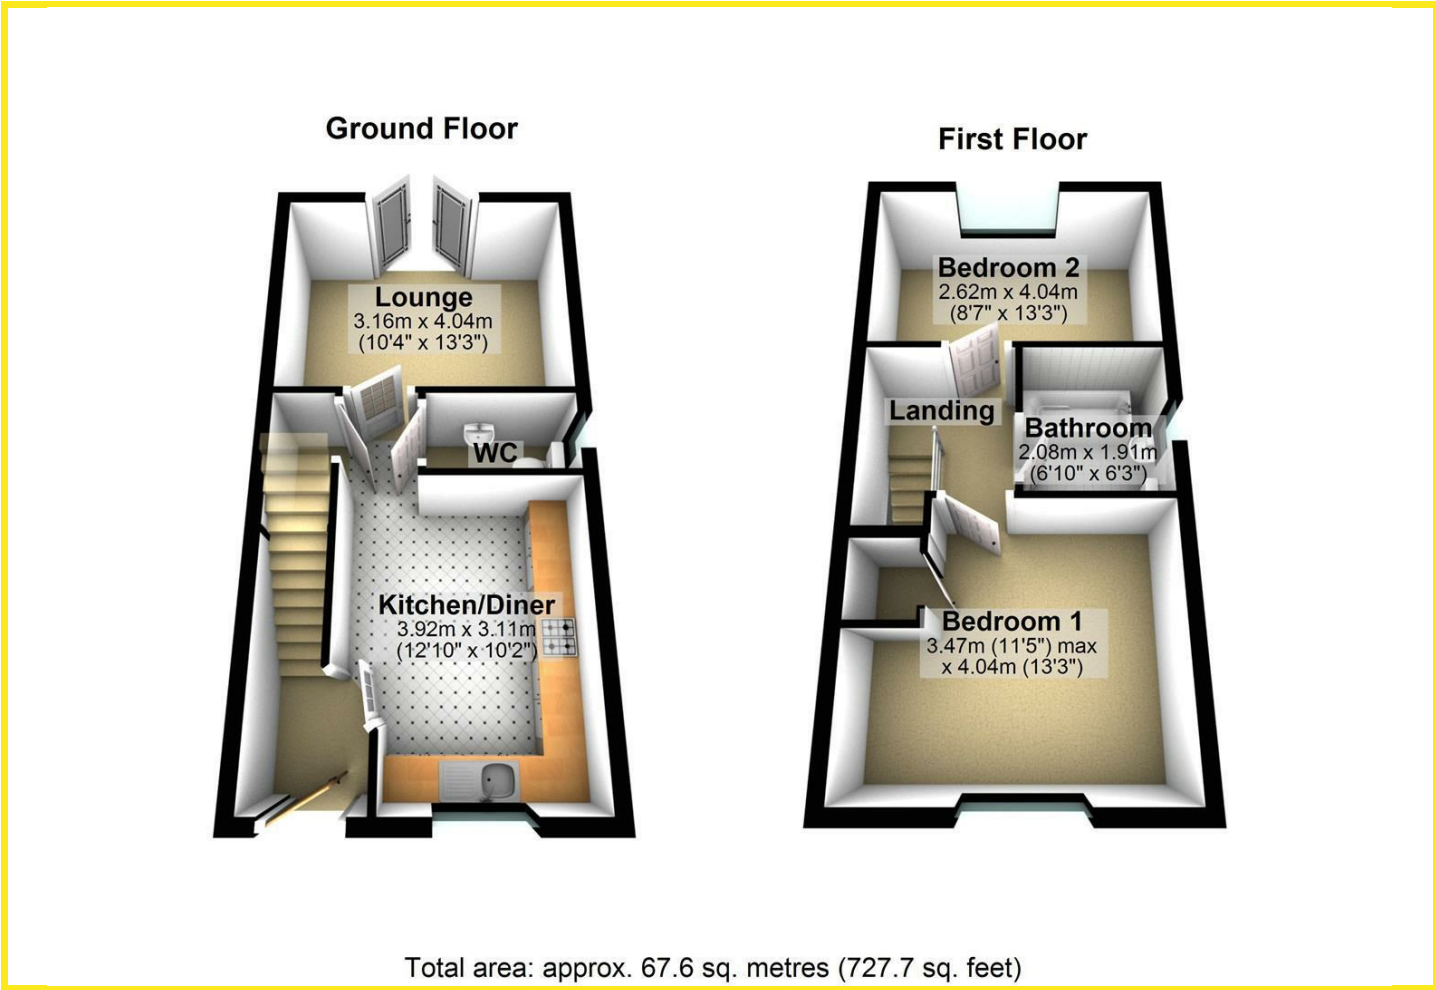 Ground Floor
Lounge
3.16m x 4.04m
(10'4" x 13'3")
WC
Kitchen/Diner
3.92m x 3.11m
(12'10" x 10'2")
First Floor
Bedroom 2
2.62m x 4.04m
(8'7" x 13'3")
Landing
Bathroom
2.08m x 1.91m
(6'10" x 6'3")
Bedroom 1
3.47m (11'5") max
x 4.04m (13'3")
Total area: approx. 67.6 sq. metres (727.7 sq. feet)